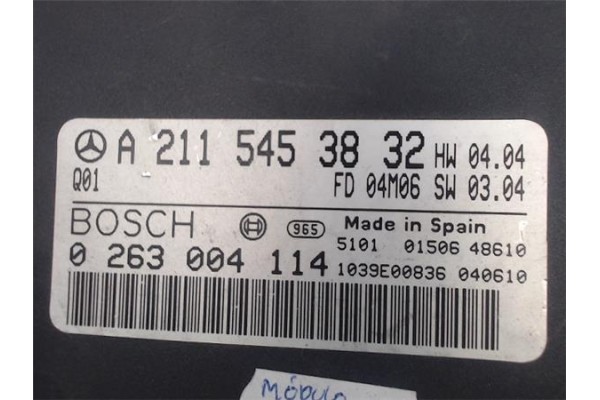 A 211 545 38 32 HW 04.04
Q01 FD 04M06 SW 03.04
BOSCH 965 Made in Spain
5101 01506 48610
0 263 004 114 1039E00836 040610
MÓDULO